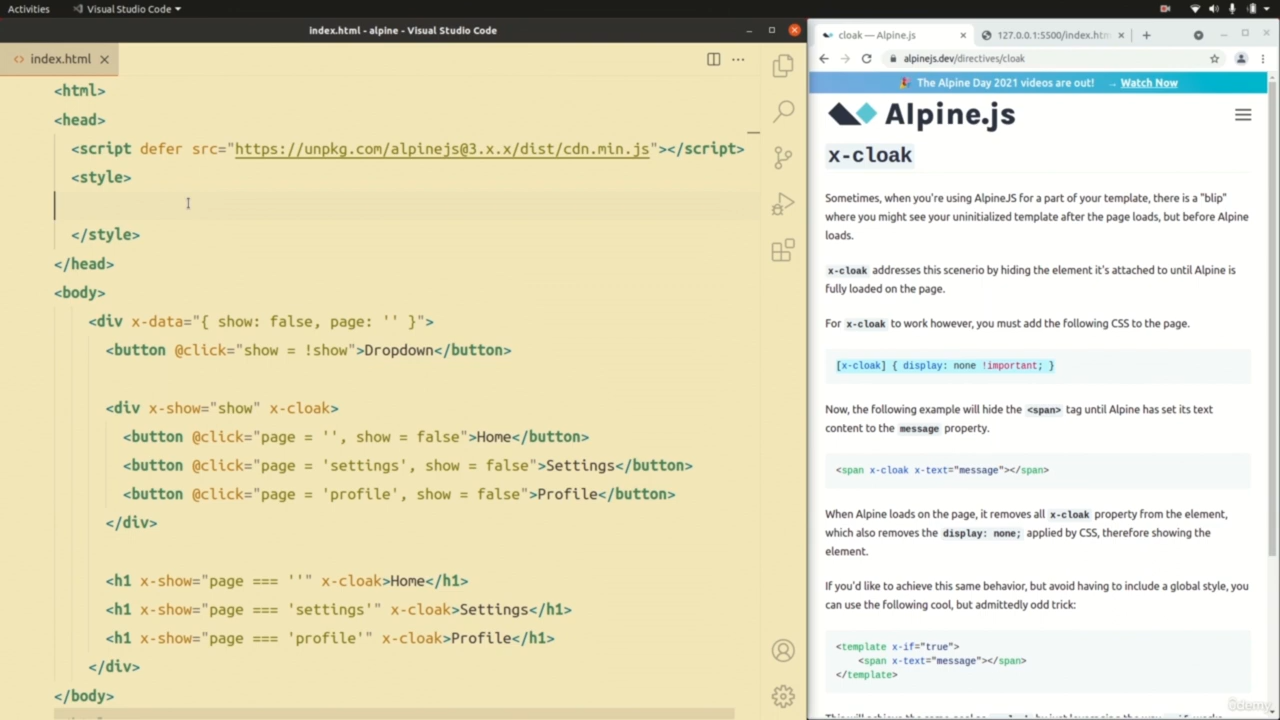 Activities
Visual Studio Code
index.html - alpine - Visual Studio Code
index.html
<html>
<head>
<script defer src="https://unpkg.com/alpinejs@3.x.x/dist/cdn.min.js"></script>
<style>
</style>
</head>
<body>
<div x-data="{ show: false, page: '' }">
<button @click="show = !show">Dropdown</button>
<div x-show="show" x-cloak>
<button @click="page = '', show = false">Home</button>
<button @click="page = 'settings', show = false">Settings</button>
<button @click="page = 'profile', show = false">Profile</button>
</div>
<h1 x-show="page === ''" x-cloak>Home</h1>
<h1 x-show="page === 'settings'" x-cloak>Settings</h1>
<h1 x-show="page === 'profile'" x-cloak>Profile</h1>
</div>
</body>
cloak — Alpine.js
127.0.0.1:5500/index.htm
alpinejs.dev/directives/cloak
The Alpine Day 2021 videos are out! → Watch Now
Alpine.js
x-cloak
Sometimes, when you're using AlpineJS for a part of your template, there is a "blip"
where you might see your uninitialized template after the page loads, but before Alpine
loads.
x-cloak addresses this scenerio by hiding the element it's attached to until Alpine is
fully loaded on the page.
For x-cloak to work however, you must add the following CSS to the page.
[x-cloak] { display: none !important; }
Now, the following example will hide the <span> tag until Alpine has set its text
content to the message property.
<span x-cloak x-text="message"></span>
When Alpine loads on the page, it removes all x-cloak property from the element,
which also removes the display: none; applied by CSS, therefore showing the
element.
If you'd like to achieve this same behavior, but avoid having to include a global style, you
can use the following cool, but admittedly odd trick:
<template x-if="true">
<span x-text="message"></span>
</template>
Udemy